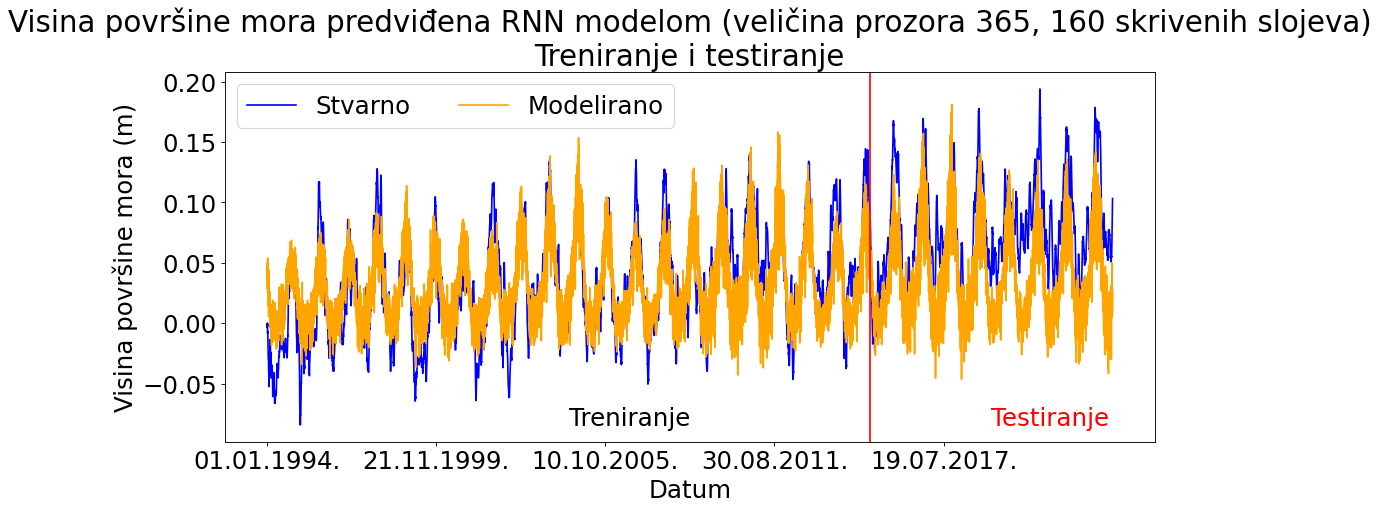 Visina površine mora predviđena RNN modelom (veličina prozora 365, 160 skrivenih slojeva)
Treniranje i testiranje
Stvarno
Modelirano
Visina površine mora (m)
0.20
0.15
0.10
0.05
0.00
−0.05
Treniranje
Testiranje
01.01.1994.
21.11.1999.
10.10.2005.
30.08.2011.
19.07.2017.
Datum